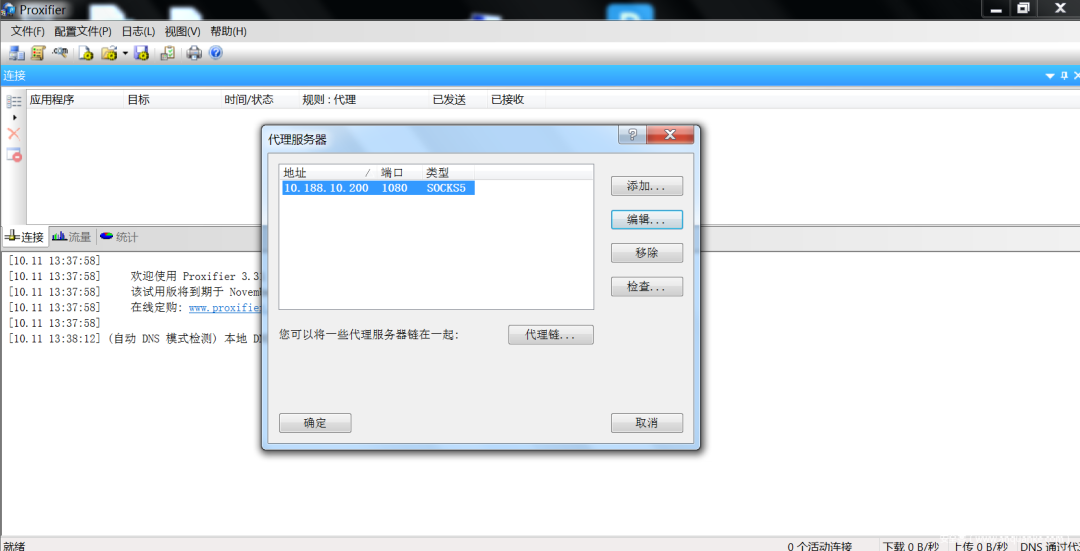 Proxifier
文件(F) 配置文件(P) 日志(L) 视图(V) 帮助(H)
连接
应用程序 目标 时间/状态 规则 : 代理 已发送 已接收
代理服务器
地址 / 端口 类型
10.188.10.200 1080 SOCKS5
添加...
编辑...
移除
检查...
您可以将一些代理服务器链在一起:
代理链...
确定
取消
连接 流量 统计
[10.11 13:37:58]
[10.11 13:37:58] 欢迎使用 Proxifier 3.3
[10.11 13:37:58] 该试用版将到期于
[10.11 13:37:58] 在线定购: www.proxifie
[10.11 13:37:58]
[10.11 13:38:12] (自动 DNS 模式检测) 本地
就绪
0 个活动连接 下载 0 B/秒 上传 0 B/秒 DNS 通过代